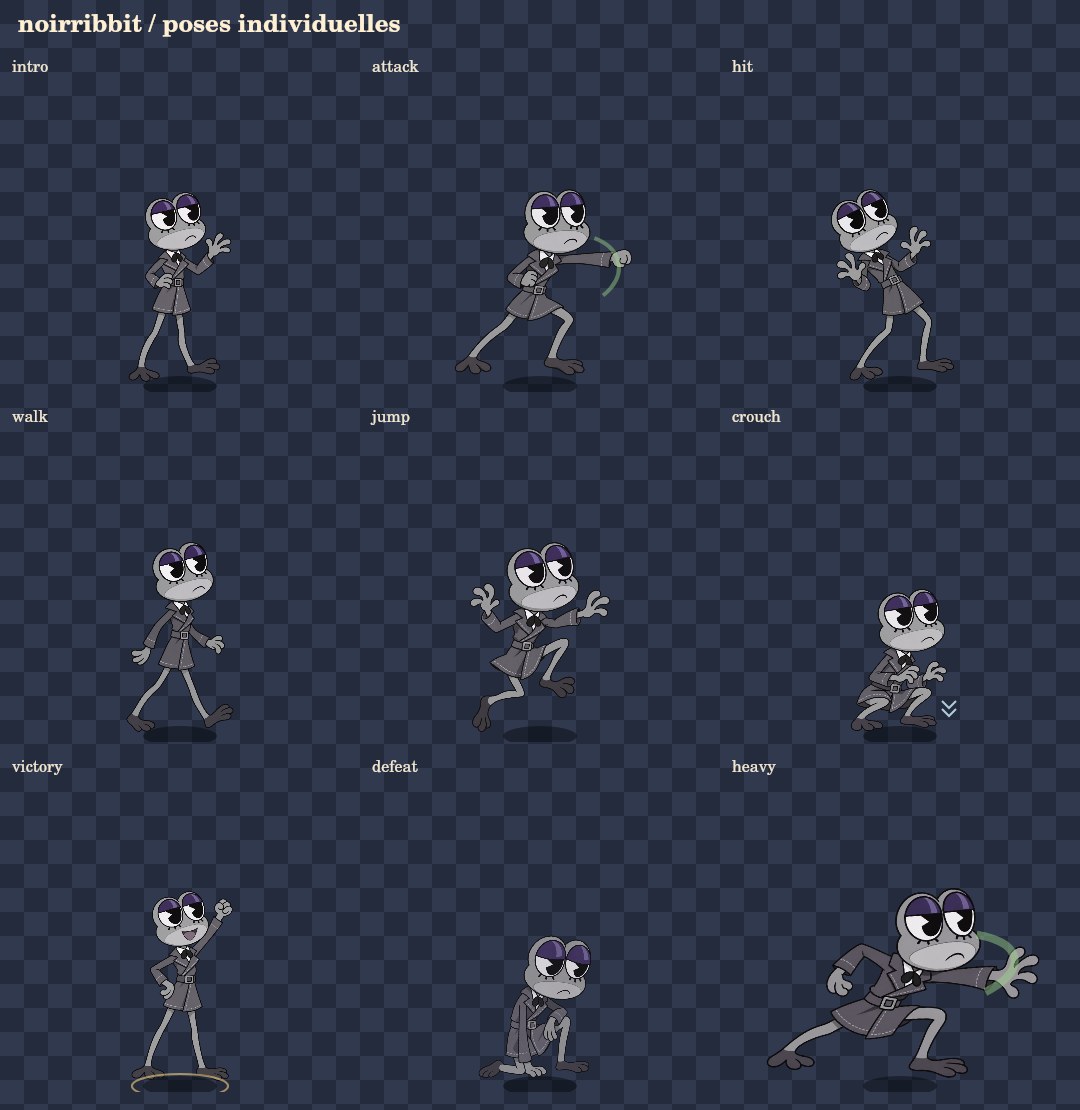 noirribbit / poses individuelles
intro
attack
hit
walk
jump
crouch
victory
defeat
heavy